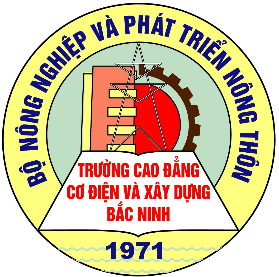 BỘ NÔNG NGHIỆP VÀ PHÁT TRIỂN NÔNG THÔN
TRƯỜNG CAO ĐẲNG
CƠ ĐIỆN VÀ XÂY DỰNG
BẮC NINH
1971